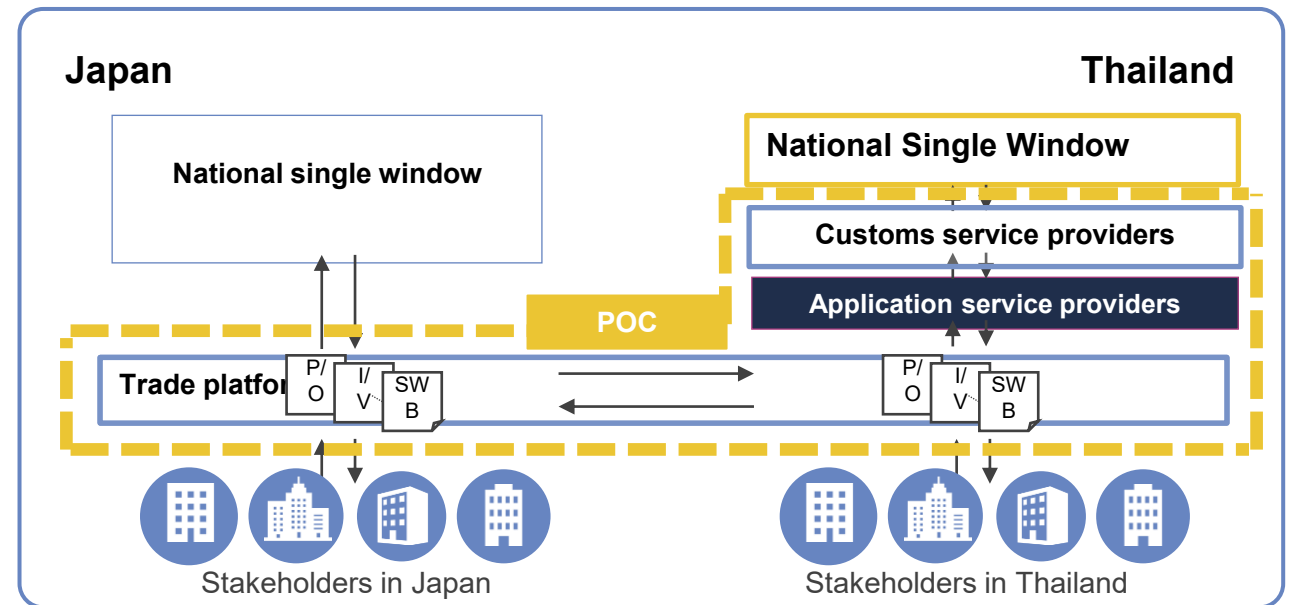 Japan
Thailand
National single window
National Single Window
Customs service providers
Application service providers
POC
Trade platfor
P/
O
I/
V
SW
B
P/
O
I/
V
SW
B
Stakeholders in Japan
Stakeholders in Thailand